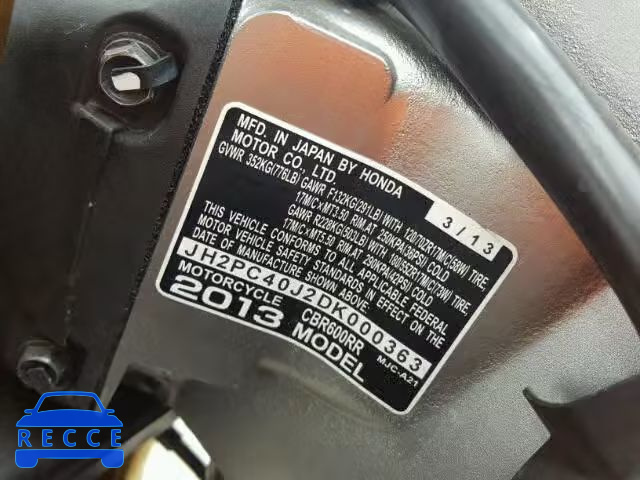 MFD. IN JAPAN BY HONDA
MOTOR CO., LTD.
3/13
GVWR 352KG(776LB) GAWR F132KG(291LB) WITH 120/70ZR17M/C(58W) TIRE,
17M/C×MT3.50 RIM,AT 250KPA(36PSI) COLD
GAWR R228KG(502LB) WITH 180/55ZR17M/C(73W) TIRE,
17M/C×MT5.50 RIM,AT 290KPA(42PSI) COLD
THIS VEHICLE CONFORMS TO ALL APPLICABLE FEDERAL
MOTOR VEHICLE SAFETY STANDARDS IN EFFECT ON THE
DATE OF MANUFACTURE SHOWN ABOVE.
JH2PC40J2DK000363
MOTORCYCLE CBR600RR MJC-A21
2013 MODEL
RECCE